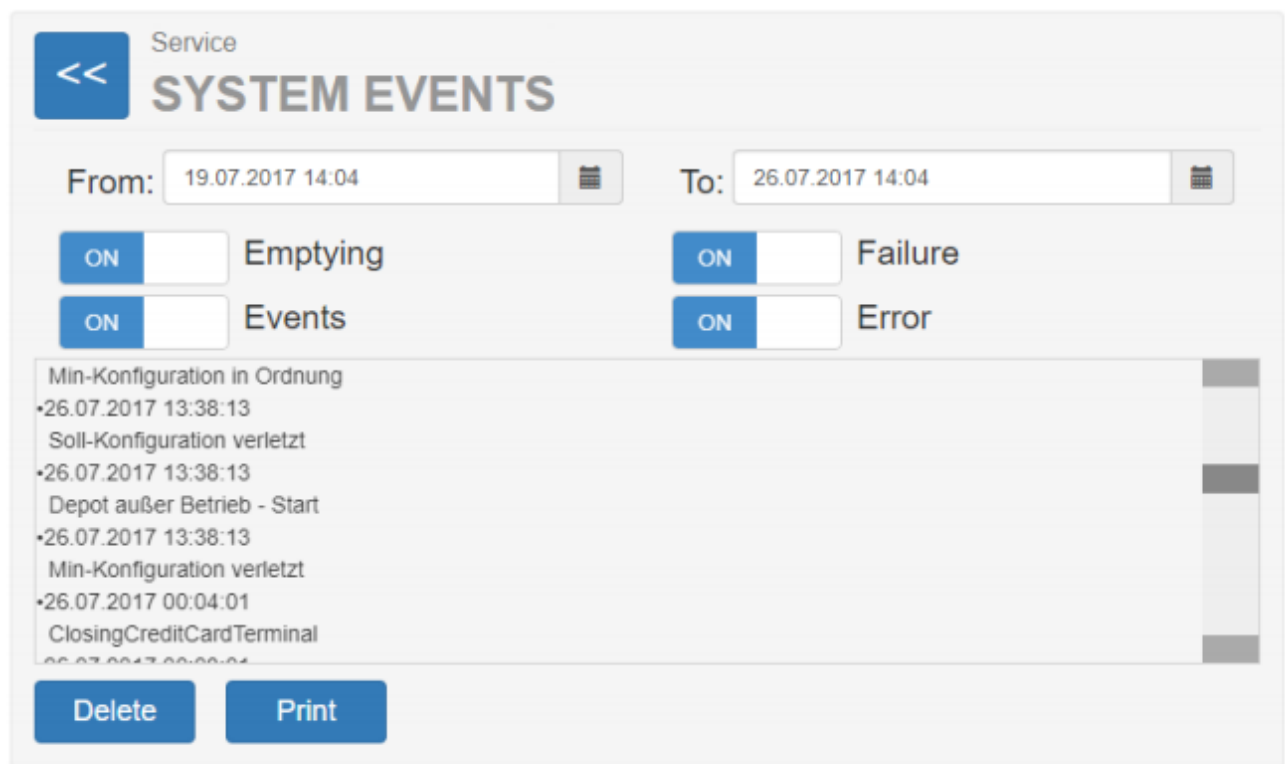 <<
Service
SYSTEM EVENTS
From: 19.07.2017 14:04 To: 26.07.2017 14:04
ON Emptying ON Failure
ON Events ON Error
Min-Konfiguration in Ordnung
•26.07.2017 13:38:13
Soll-Konfiguration verletzt
•26.07.2017 13:38:13
Depot außer Betrieb - Start
•26.07.2017 13:38:13
Min-Konfiguration verletzt
•26.07.2017 00:04:01
ClosingCreditCardTerminal
Delete Print